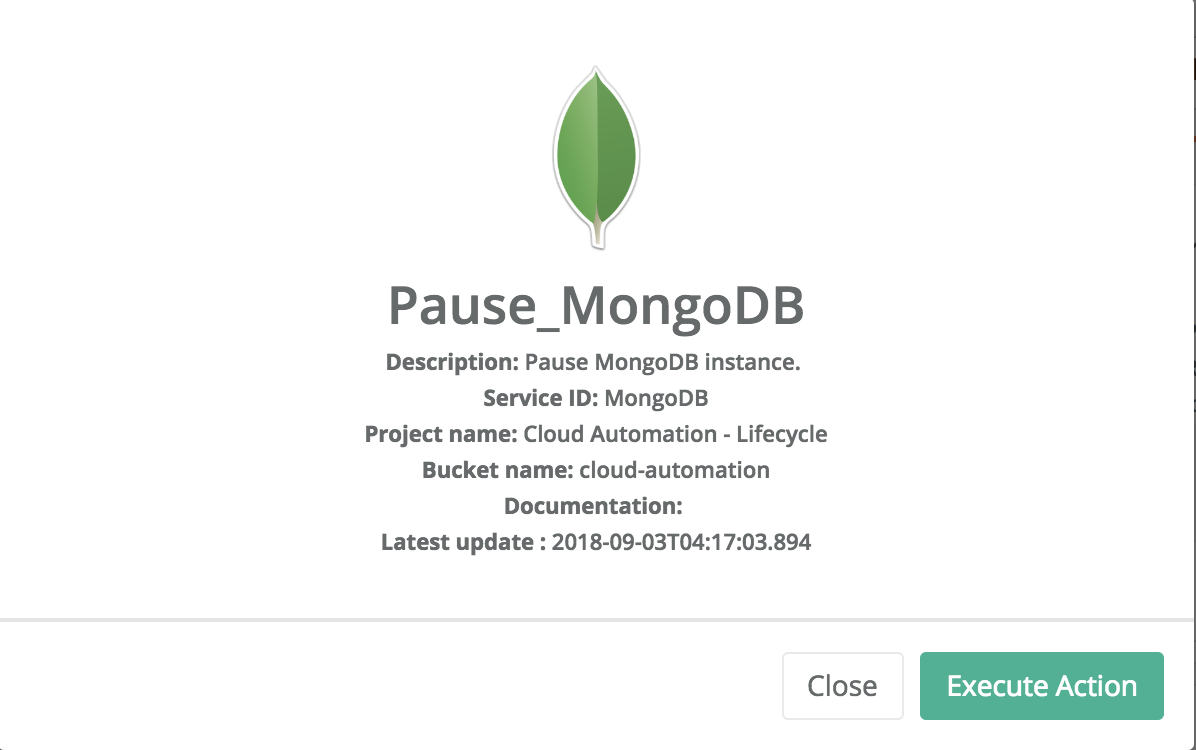 Pause_MongoDB
Description: Pause MongoDB instance.
Service ID: MongoDB
Project name: Cloud Automation - Lifecycle
Bucket name: cloud-automation
Documentation:
Latest update : 2018-09-03T04:17:03.894
Close
Execute Action